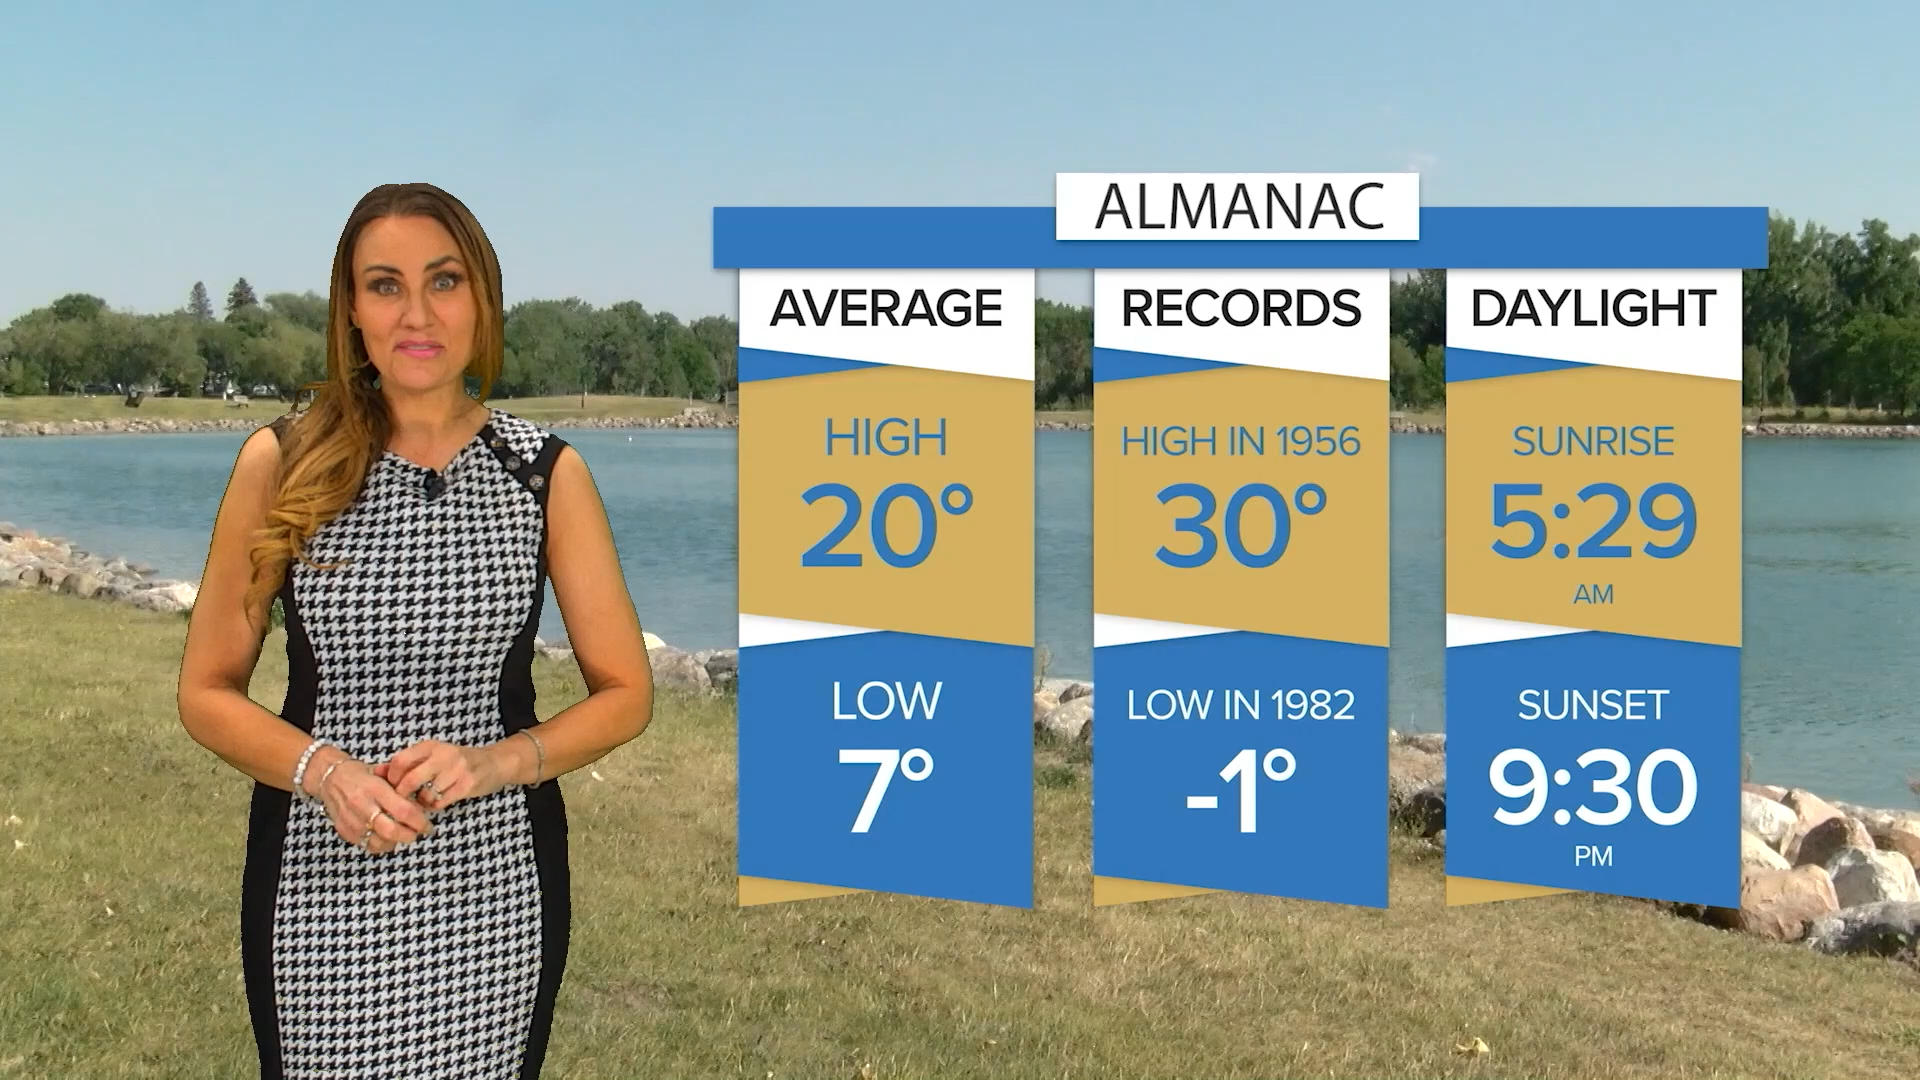 ALMANAC
AVERAGE
HIGH
20°
LOW
7°
RECORDS
HIGH IN 1956
30°
LOW IN 1982
-1°
DAYLIGHT
SUNRISE
5:29
AM
SUNSET
9:30
PM